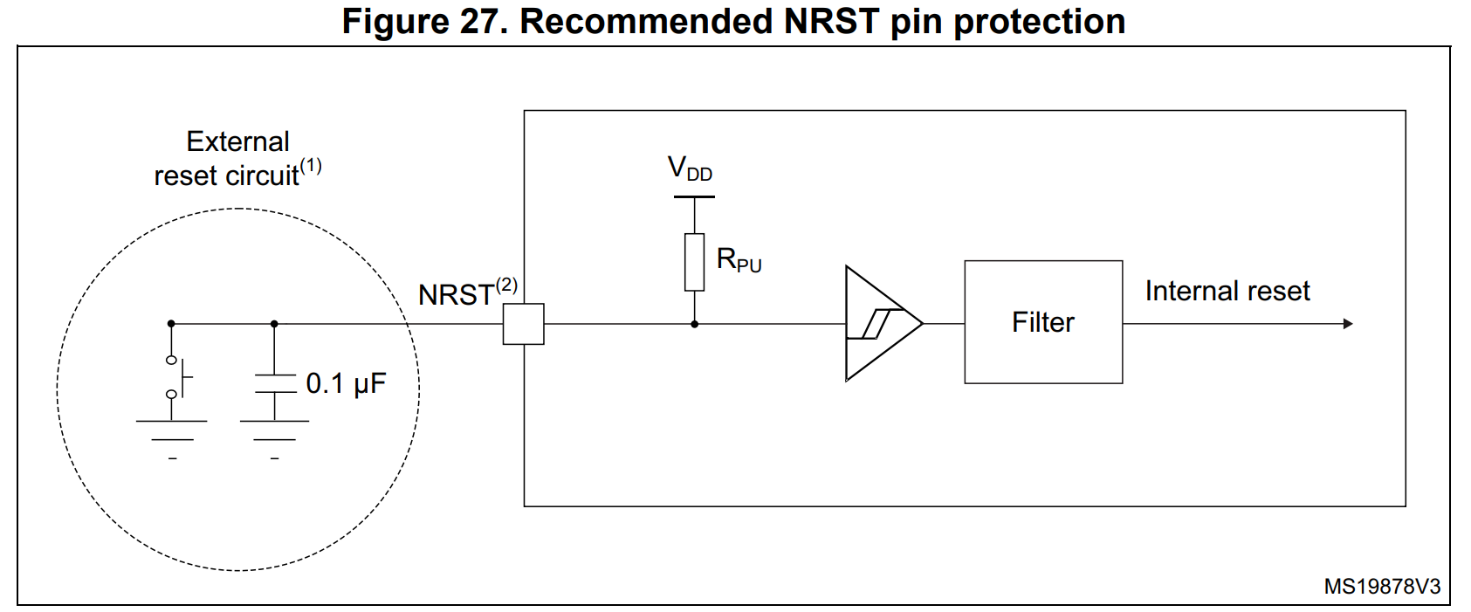 Figure 27. Recommended NRST pin protection
External
reset circuit(1)
VDD
RPU
NRST(2)
Filter
Internal reset
0.1 µF
MS19878V3